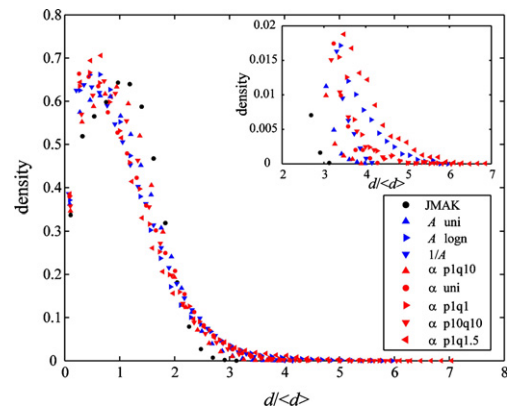 0.8
0.7
0.6
0.5
0.4
0.3
0.2
0.1
0
density
0 1 2 3 4 5 6 7 8
d/<d>
0.02
0.015
0.01
0.005
0
density
2 3 4 5 6 7
d/<d>
JMAK
A uni
A logn
1/A
α p1q10
α uni
α p1q1
α p10q10
α p1q1.5